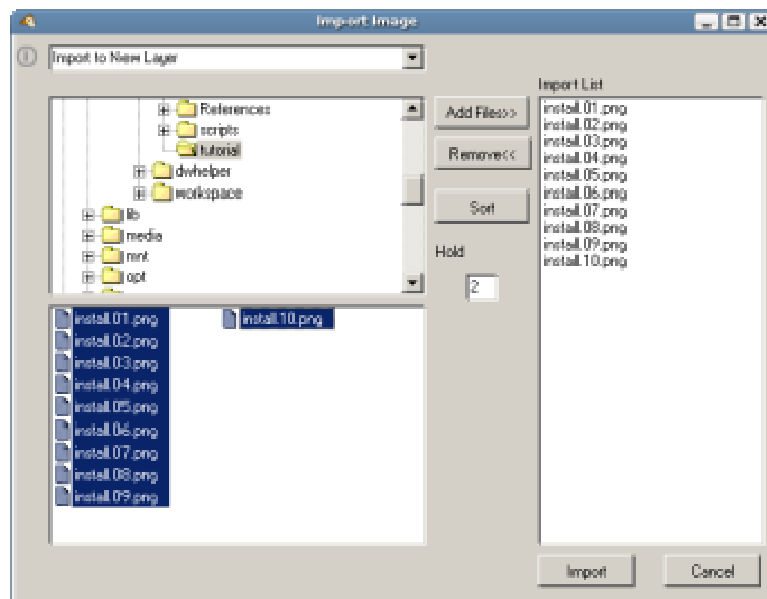 Import Image
Import to New Layer
References
scripts
tutorial
dwhelper
workspace
lib
media
mnt
opt
Add Files>>
Remove<<
Sort
Hold
2
Import List
install.01.png
install.02.png
install.03.png
install.04.png
install.05.png
install.06.png
install.07.png
install.08.png
install.09.png
install.10.png
install.01.png
install.02.png
install.03.png
install.04.png
install.05.png
install.06.png
install.07.png
install.08.png
install.09.png
install.10.png
Import
Cancel